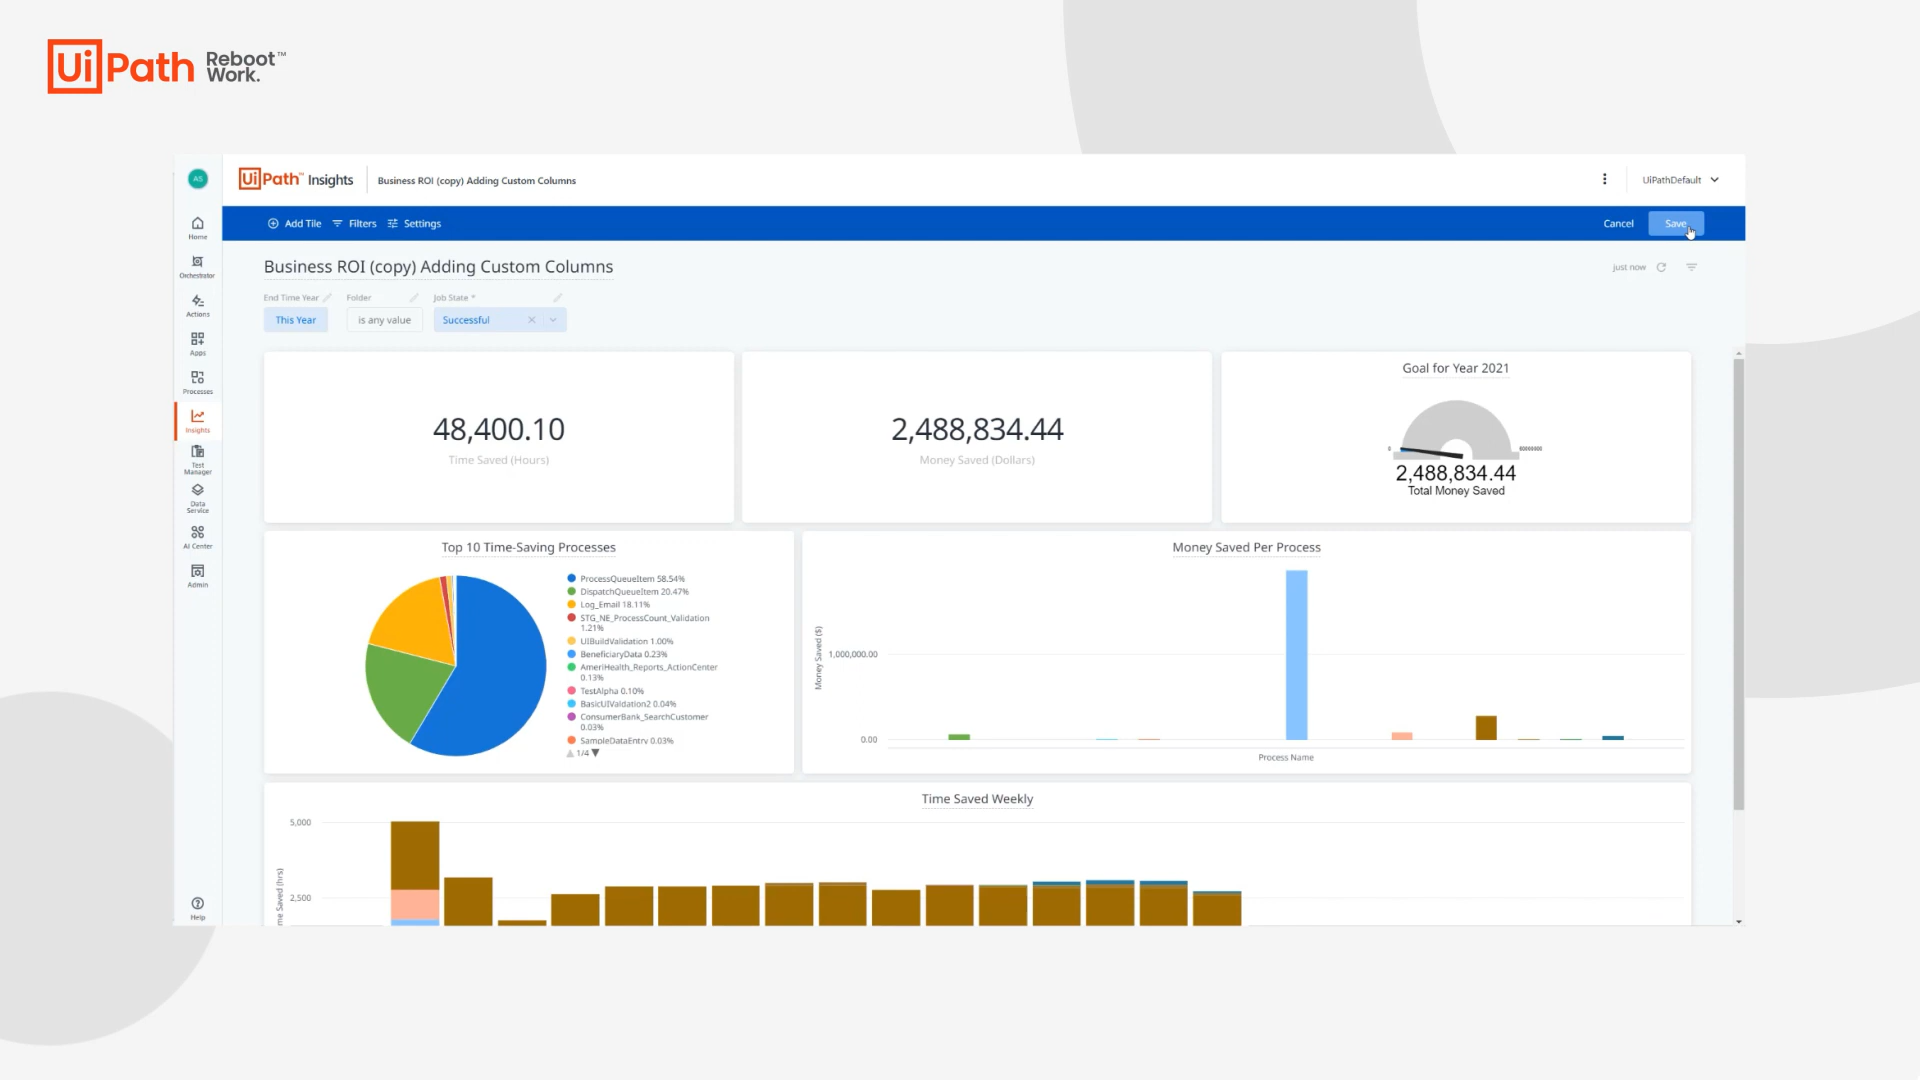 UiPath Reboot™ Work.
AS
UiPath™ Insights
Business ROI (copy) Adding Custom Columns
UiPathDefault
Add Tile
Filters
Settings
Cancel
Save
Home
Orchestrator
Actions
Apps
Processes
Insights
Test Manager
Data Service
AI Center
Admin
Help
Business ROI (copy) Adding Custom Columns
just now
End Time Year
Folder
Job State *
This Year
is any value
Successful
48,400.10
Time Saved (Hours)
2,488,834.44
Money Saved (Dollars)
Goal for Year 2021
0
2,488,834.44
Total Money Saved
Top 10 Time-Saving Processes
ProcessQueueItem 58.54%
DispatchQueueItem 20.47%
Log_Email 18.11%
STG_NE_ProcessCount_Validation
1.21%
UIBuildValidation 1.00%
BeneficiaryData 0.23%
AmeriHealth_Reports_ActionCenter
0.13%
TestAlpha 0.10%
BasicUIValdation2 0.04%
ConsumerBank_SearchCustomer
0.03%
SampleDataEntry 0.03%
1/4
Money Saved Per Process
Money Saved ($)
1,000,000.00
0.00
Process Name
Time Saved Weekly
5,000
2,500
me Saved (hrs)